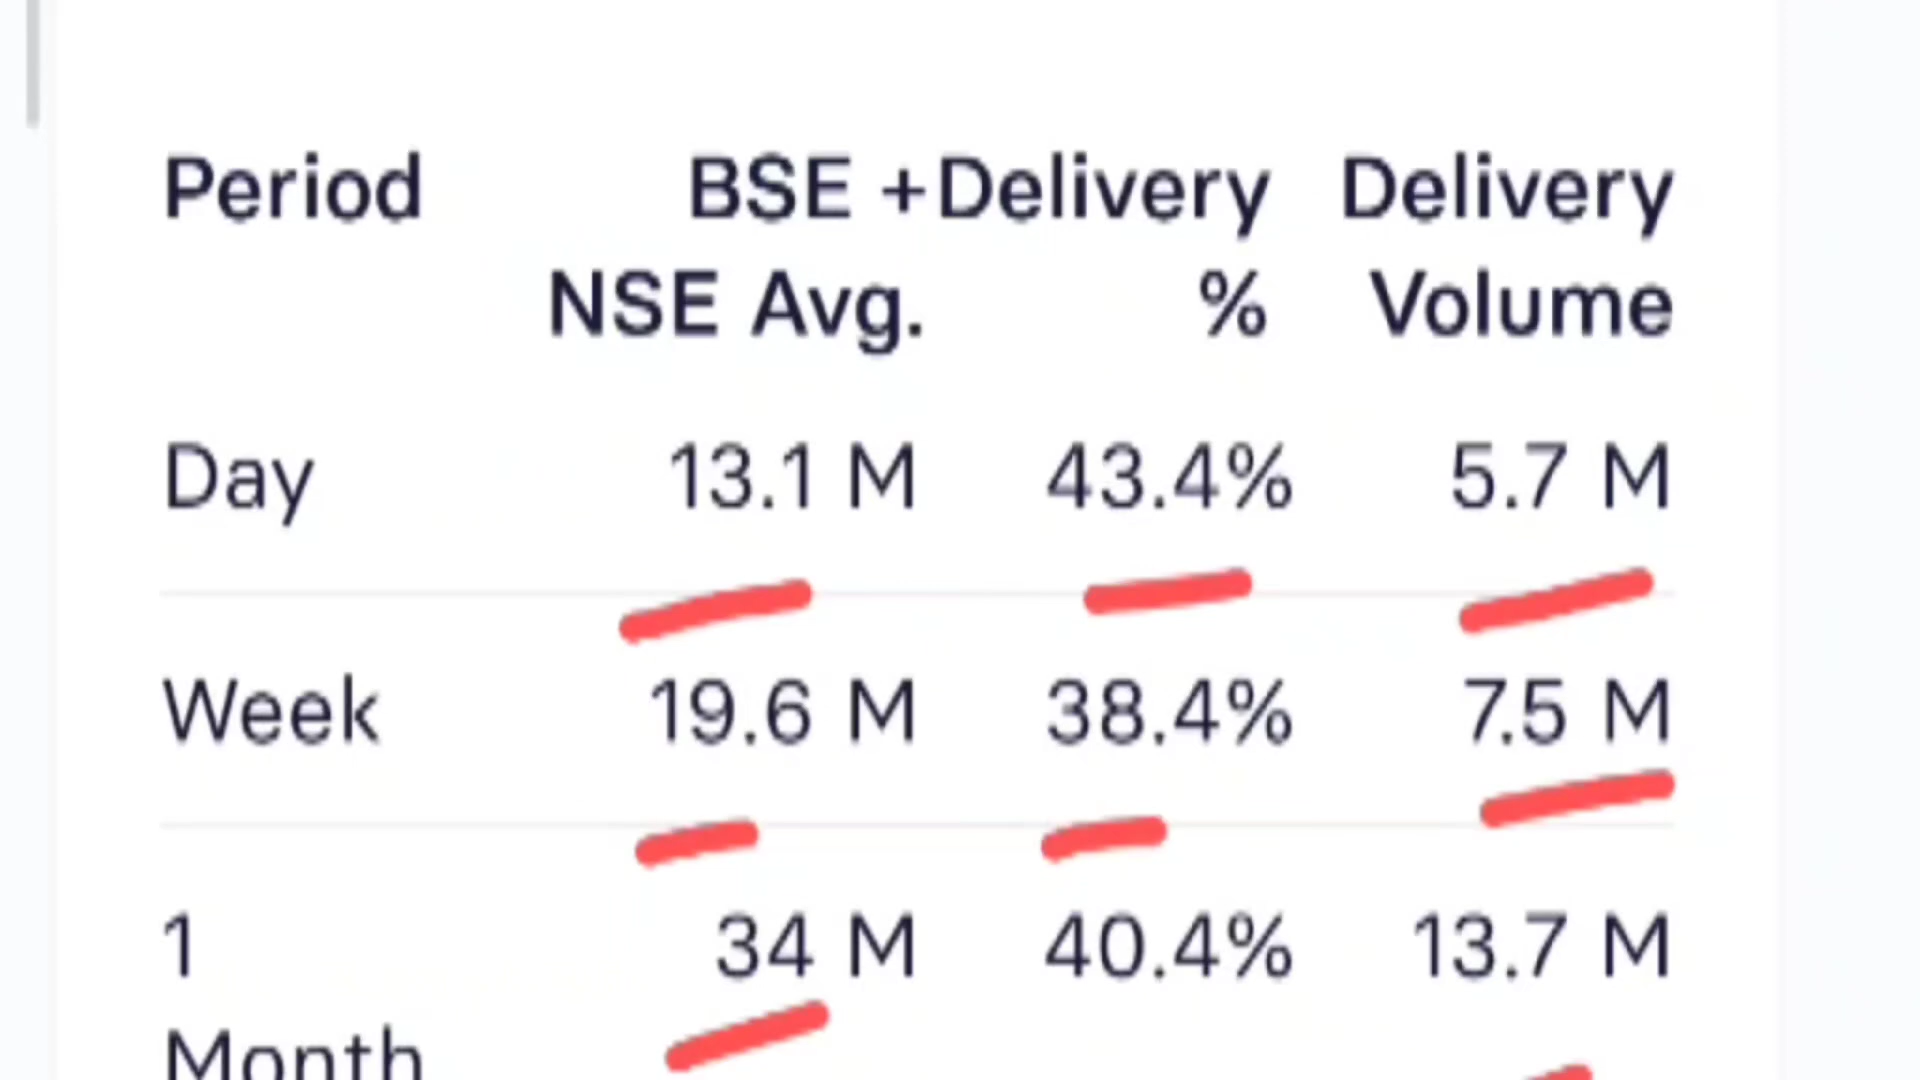 Period BSE + Delivery Delivery
NSE Avg. % Volume
Day 13.1 M 43.4% 5.7 M
Week 19.6 M 38.4% 7.5 M
1 34 M 40.4% 13.7 M
Month